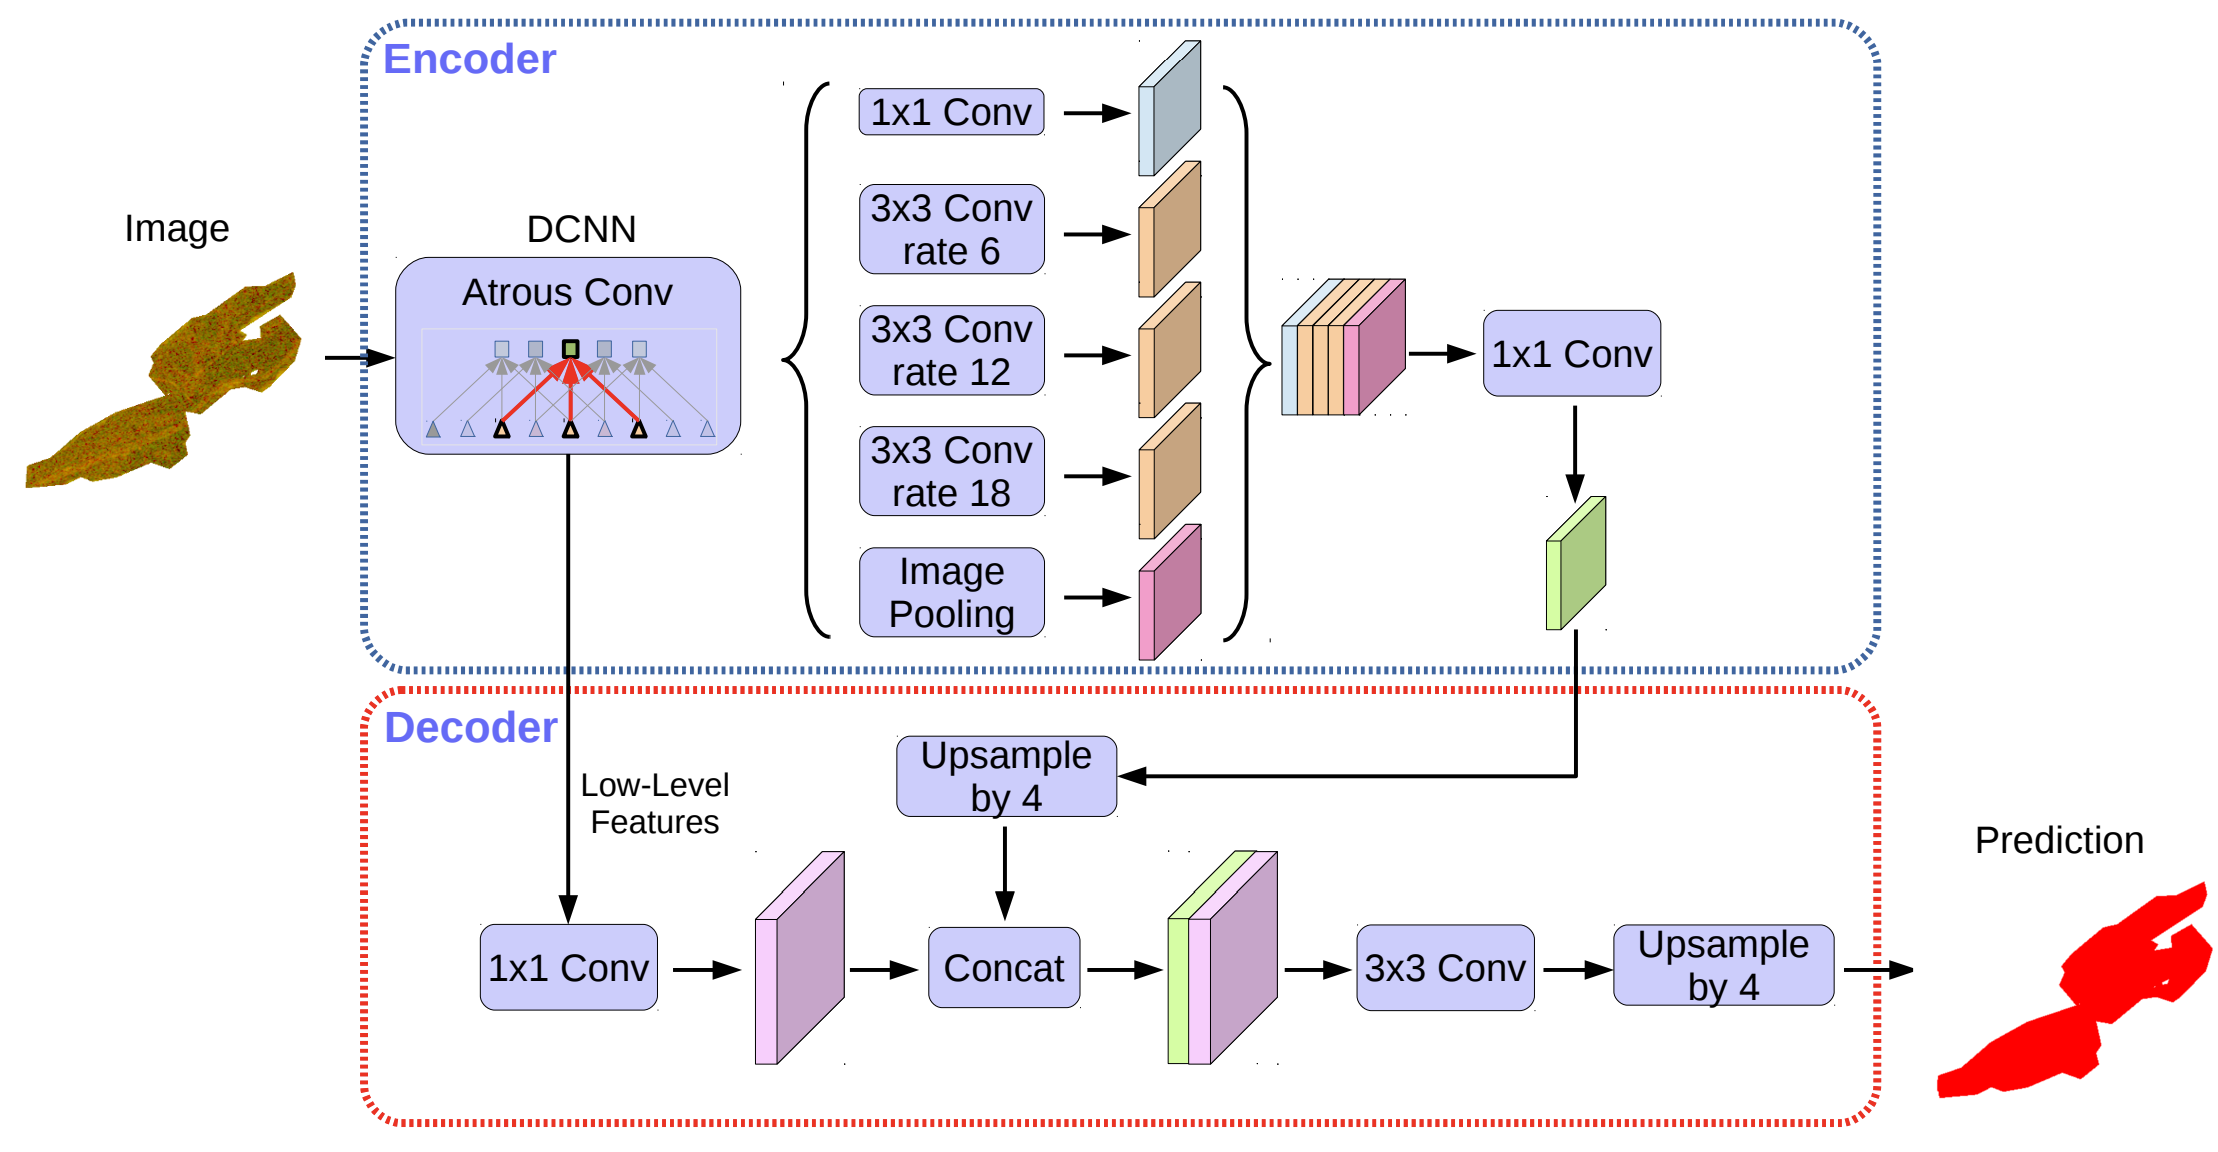 Encoder
Image
DCNN
Atrous Conv
1x1 Conv
3x3 Conv
rate 6
3x3 Conv
rate 12
3x3 Conv
rate 18
Image
Pooling
1x1 Conv
Decoder
Low-Level
Features
Upsample
by 4
1x1 Conv
Concat
3x3 Conv
Upsample
by 4
Prediction